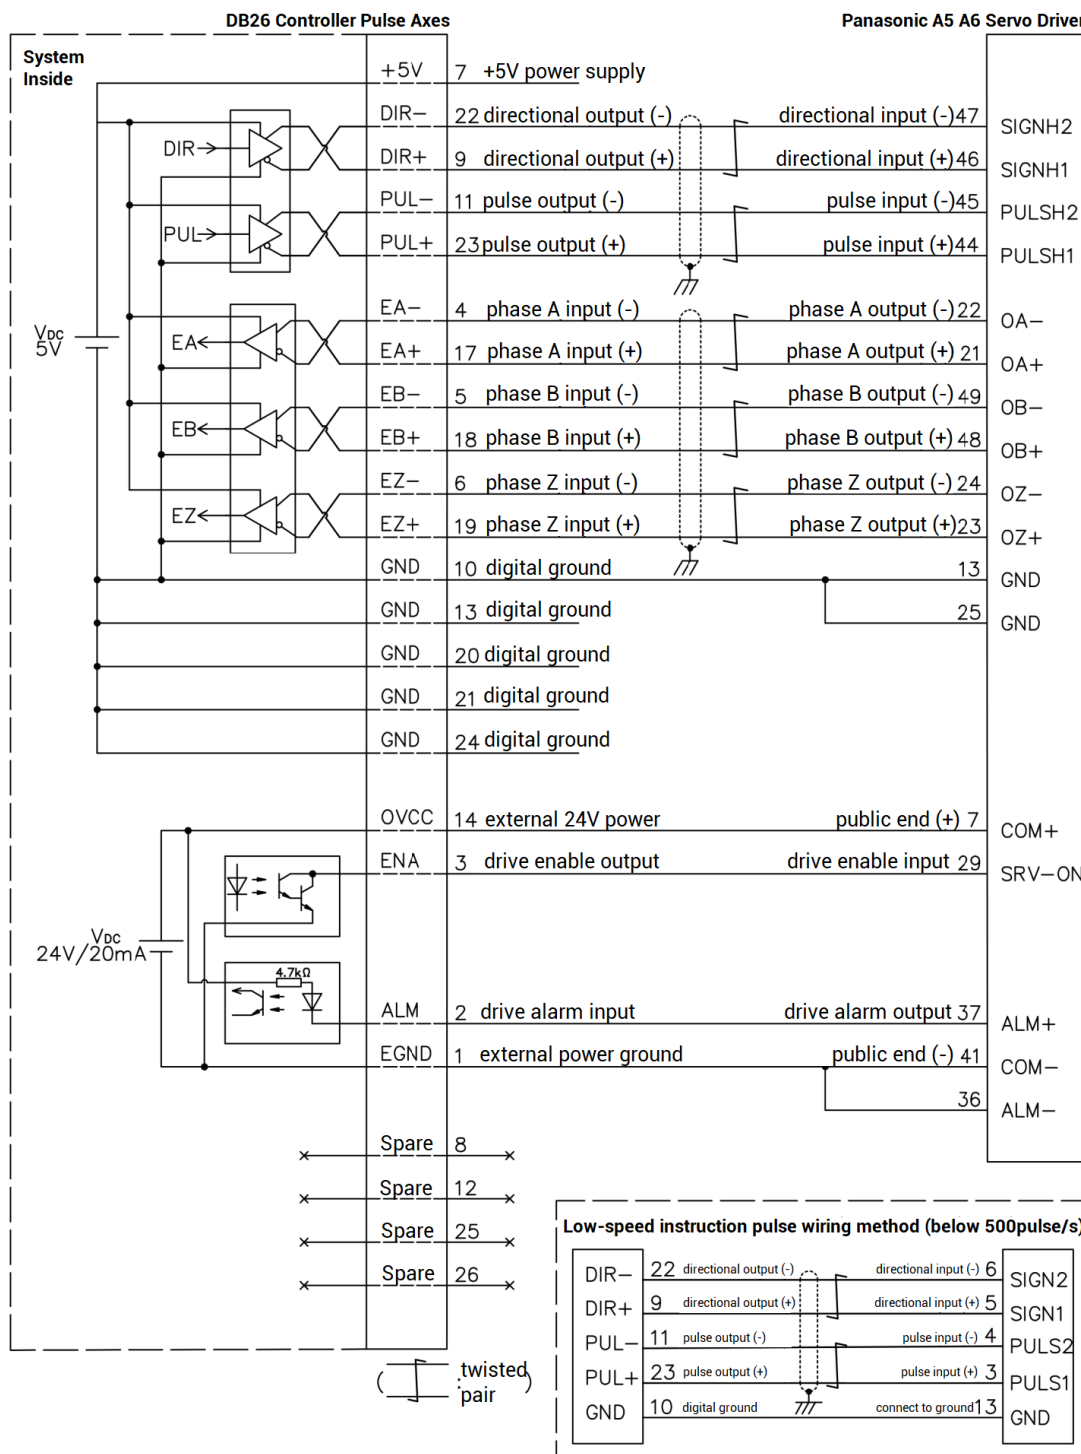 DB26 Controller Pulse Axes Panasonic A5 A6 Servo Driver
System
Inside
+5V 7 +5V power supply
DIR- 22 directional output (-) directional input (-) 47 SIGNH2
DIR
DIR+ 9 directional output (+) directional input (+) 46 SIGNH1
PUL- 11 pulse output (-) pulse input (-) 45 PULSH2
PUL
PUL+ 23 pulse output (+) pulse input (+) 44 PULSH1
EA- 4 phase A input (-) phase A output (-) 22 OA-
VDC
5V
EA
EA+ 17 phase A input (+) phase A output (+) 21 OA+
EB- 5 phase B input (-) phase B output (-) 49 OB-
EB
EB+ 18 phase B input (+) phase B output (+) 48 OB+
EZ- 6 phase Z input (-) phase Z output (-) 24 OZ-
EZ
EZ+ 19 phase Z input (+) phase Z output (+) 23 OZ+
GND 10 digital ground 13 GND
GND 13 digital ground 25 GND
GND 20 digital ground
GND 21 digital ground
GND 24 digital ground
OVCC 14 external 24V power public end (+) 7 COM+
ENA 3 drive enable output drive enable input 29 SRV-ON
VDC
24V/20mA
4.7kΩ
ALM 2 drive alarm input drive alarm output 37 ALM+
EGND 1 external power ground public end (-) 41 COM-
36 ALM-
Spare 8
Spare 12
Spare 25
Spare 26
( : twisted pair )
Low-speed instruction pulse wiring method (below 500pulse/s)
DIR- 22 directional output (-) directional input (-) 6 SIGN2
DIR+ 9 directional output (+) directional input (+) 5 SIGN1
PUL- 11 pulse output (-) pulse input (-) 4 PULS2
PUL+ 23 pulse output (+) pulse input (+) 3 PULS1
GND 10 digital ground connect to ground 13 GND